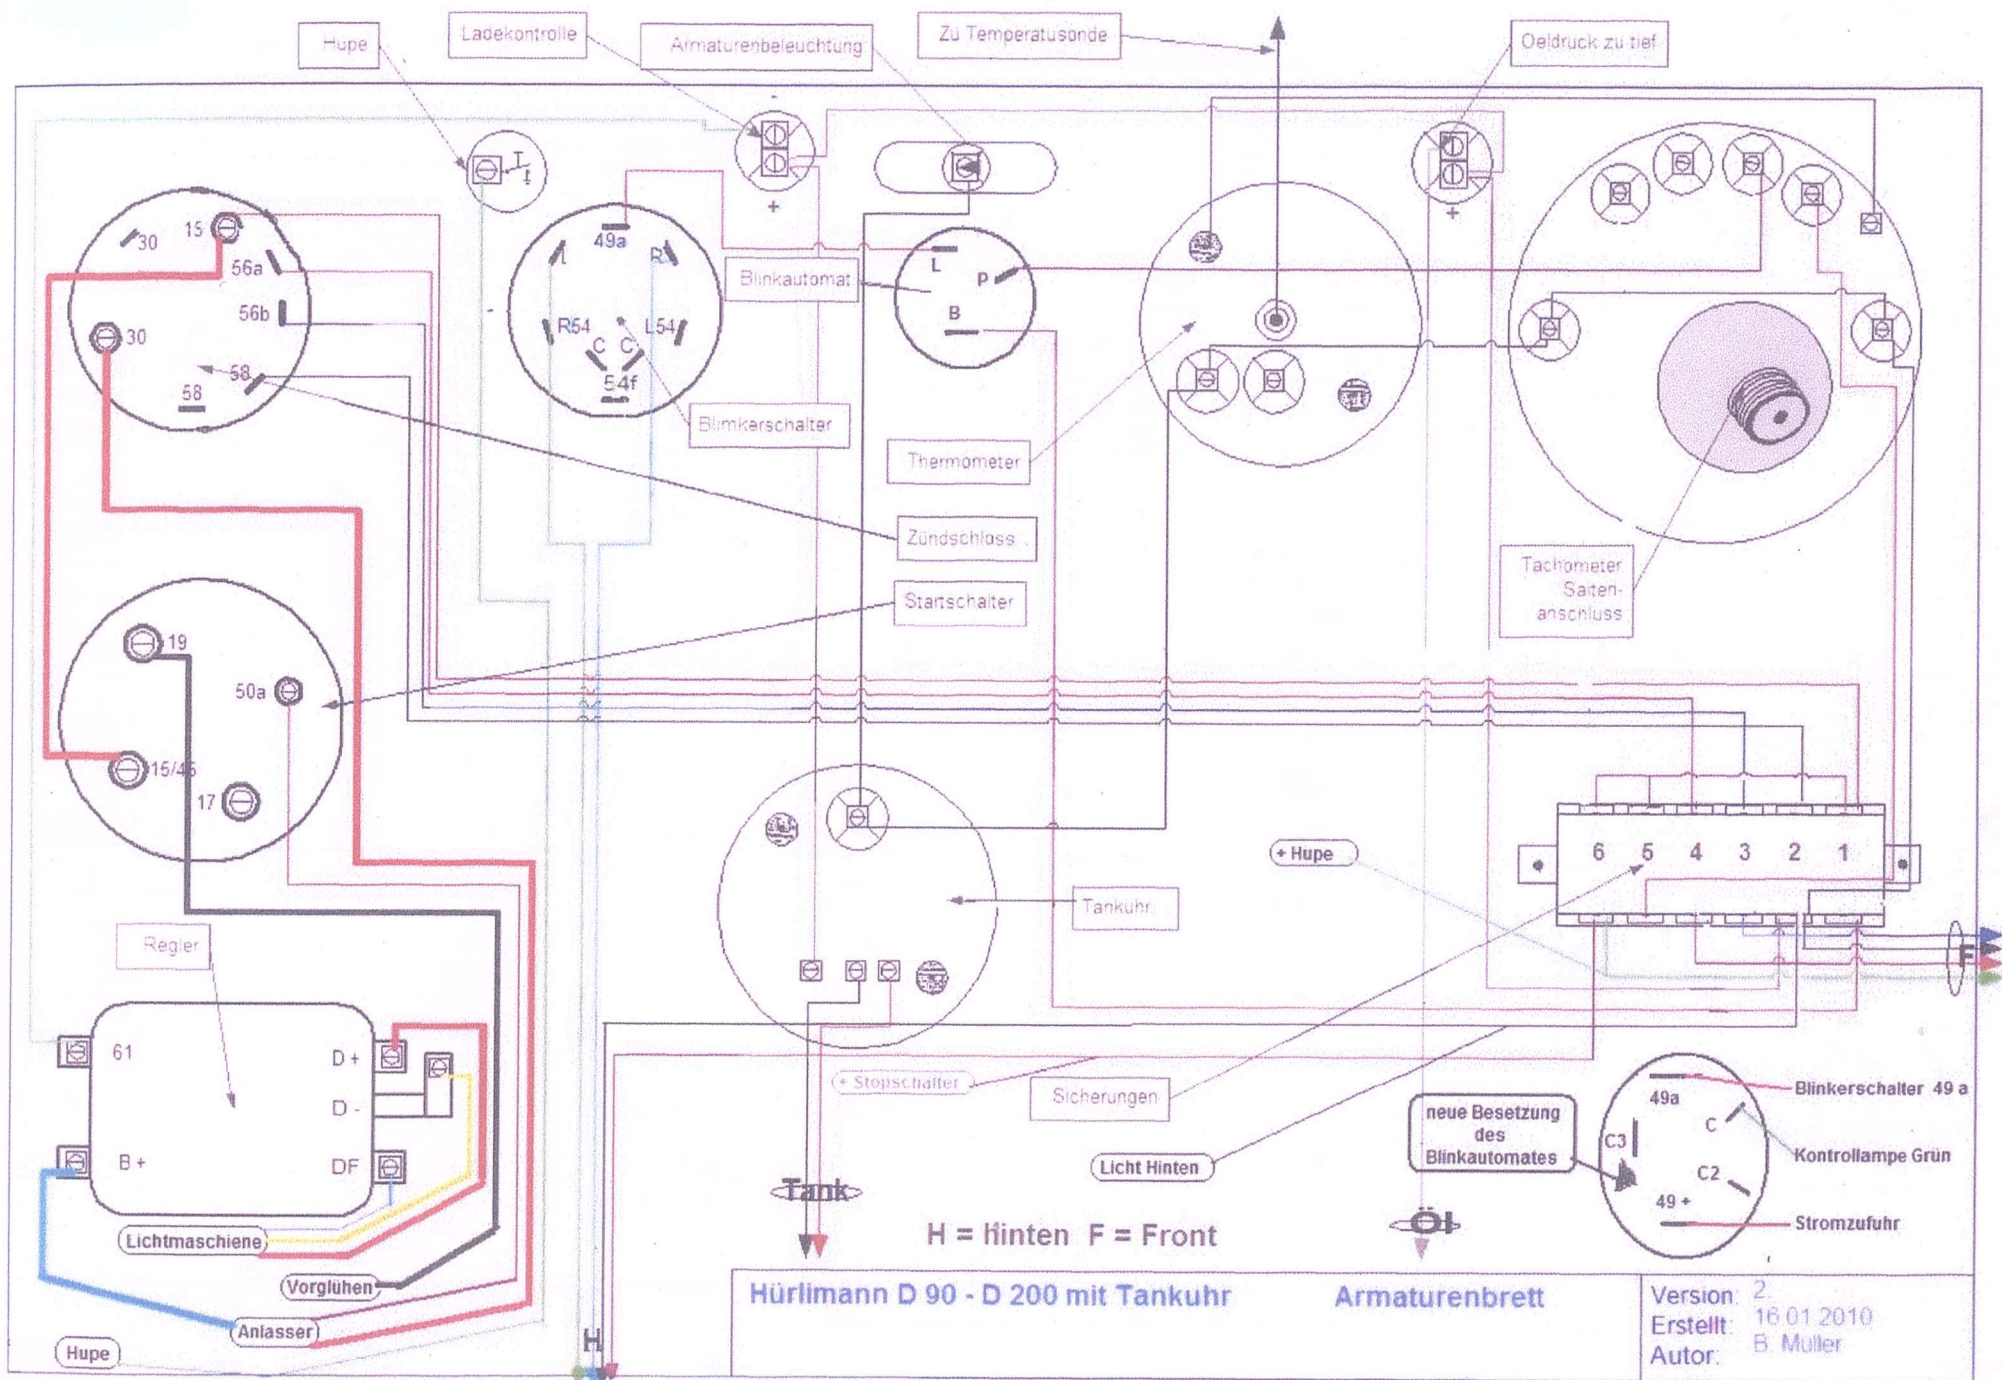 Hupe
Ladekontrolle
Armaturenbeleuchtung
Zu Temperatusonde
Oeldruck zu tief
-
+
+
30
15
56a
56b
30
58
58
49a
L
R
R54
L54
C C
54f
L
P
B
Blinkautomat
Blimkerschalter
Thermometer
Zündschloss
Startschalter
Tachometer
Saiten-
anschluss
19
50a
15/45
17
6 5 4 3 2 1
+ Hupe
Tankuhr
F
Regler
61
D +
D -
B +
DF
+ Stopschalter
Sicherungen
Licht Hinten
neue Besetzung
des
Blinkautomates
49a
C
C3
C2
49 +
Blinkerschalter 49 a
Kontrollampe Grün
Stromzufuhr
Lichtmaschiene
Vorglühen
Anlasser
Hupe
H
Tank
Öl
H = Hinten F = Front
Hürlimann D 90 - D 200 mit Tankuhr Armaturenbrett
Version: 2.
Erstellt: 16.01.2010
Autor: B. Müller